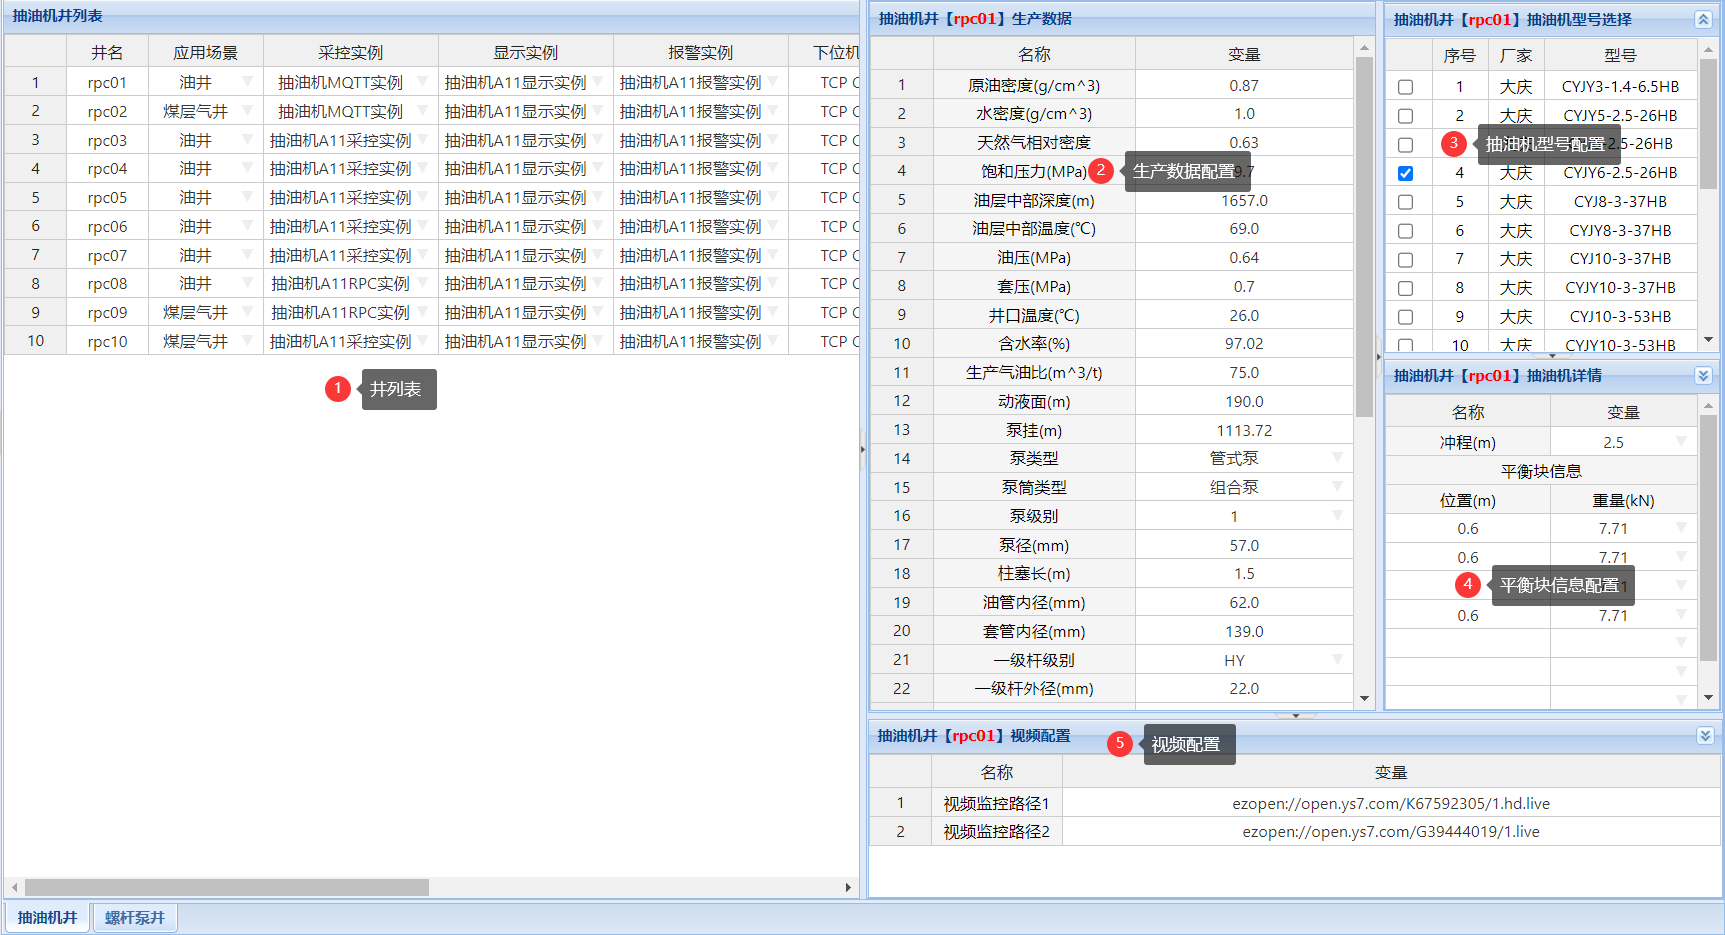 抽油机井列表
井名 应用场景 采控实例 显示实例 报警实例 下位机
1 rpc01 油井 抽油机MQTT实例 抽油机A11显示实例 抽油机A11报警实例 TCP C
2 rpc02 煤层气井 抽油机MQTT实例 抽油机A11显示实例 抽油机A11报警实例 TCP C
3 rpc03 油井 抽油机A11采控实例 抽油机A11显示实例 抽油机A11报警实例 TCP C
4 rpc04 油井 抽油机A11采控实例 抽油机A11显示实例 抽油机A11报警实例 TCP C
5 rpc05 油井 抽油机A11采控实例 抽油机A11显示实例 抽油机A11报警实例 TCP C
6 rpc06 油井 抽油机A11采控实例 抽油机A11显示实例 抽油机A11报警实例 TCP C
7 rpc07 油井 抽油机A11采控实例 抽油机A11显示实例 抽油机A11报警实例 TCP C
8 rpc08 油井 抽油机A11RPC实例 抽油机A11显示实例 抽油机A11报警实例 TCP C
9 rpc09 煤层气井 抽油机A11RPC实例 抽油机A11显示实例 抽油机A11报警实例 TCP C
10 rpc10 煤层气井 抽油机A11采控实例 抽油机A11显示实例 抽油机A11报警实例 TCP C
1 井列表
抽油机井 螺杆泵井
抽油机井【rpc01】生产数据
名称 变量
1 原油密度(g/cm^3) 0.87
2 水密度(g/cm^3) 1.0
3 天然气相对密度 0.63
4 饱和压力(MPa) 9.7
2 生产数据配置
5 油层中部深度(m) 1657.0
6 油层中部温度(℃) 69.0
7 油压(MPa) 0.64
8 套压(MPa) 0.7
9 井口温度(℃) 26.0
10 含水率(%) 97.02
11 生产气油比(m^3/t) 75.0
12 动液面(m) 190.0
13 泵挂(m) 1113.72
14 泵类型 管式泵
15 泵筒类型 组合泵
16 泵级别 1
17 泵径(mm) 57.0
18 柱塞长(m) 1.5
19 油管内径(mm) 62.0
20 套管内径(mm) 139.0
21 一级杆级别 HY
22 一级杆外径(mm) 22.0
抽油机井【rpc01】抽油机型号选择
序号 厂家 型号
1 大庆 CYJY3-1.4-6.5HB
2 大庆 CYJY5-2.5-26HB
2.5-26HB
3 抽油机型号配置
4 大庆 CYJY6-2.5-26HB
5 大庆 CYJ8-3-37HB
6 大庆 CYJY8-3-37HB
7 大庆 CYJ10-3-37HB
8 大庆 CYJY10-3-37HB
9 大庆 CYJ10-3-53HB
10 大庆 CYJY10-3-53HB
抽油机井【rpc01】抽油机详情
名称 变量
冲程(m) 2.5
平衡块信息
位置(m) 重量(kN)
0.6 7.71
0.6 7.71
4 平衡块信息配置
0.6 7.71
抽油机井【rpc01】视频配置
5 视频配置
名称 变量
1 视频监控路径1 ezopen://open.ys7.com/K67592305/1.hd.live
2 视频监控路径2 ezopen://open.ys7.com/G39444019/1.live